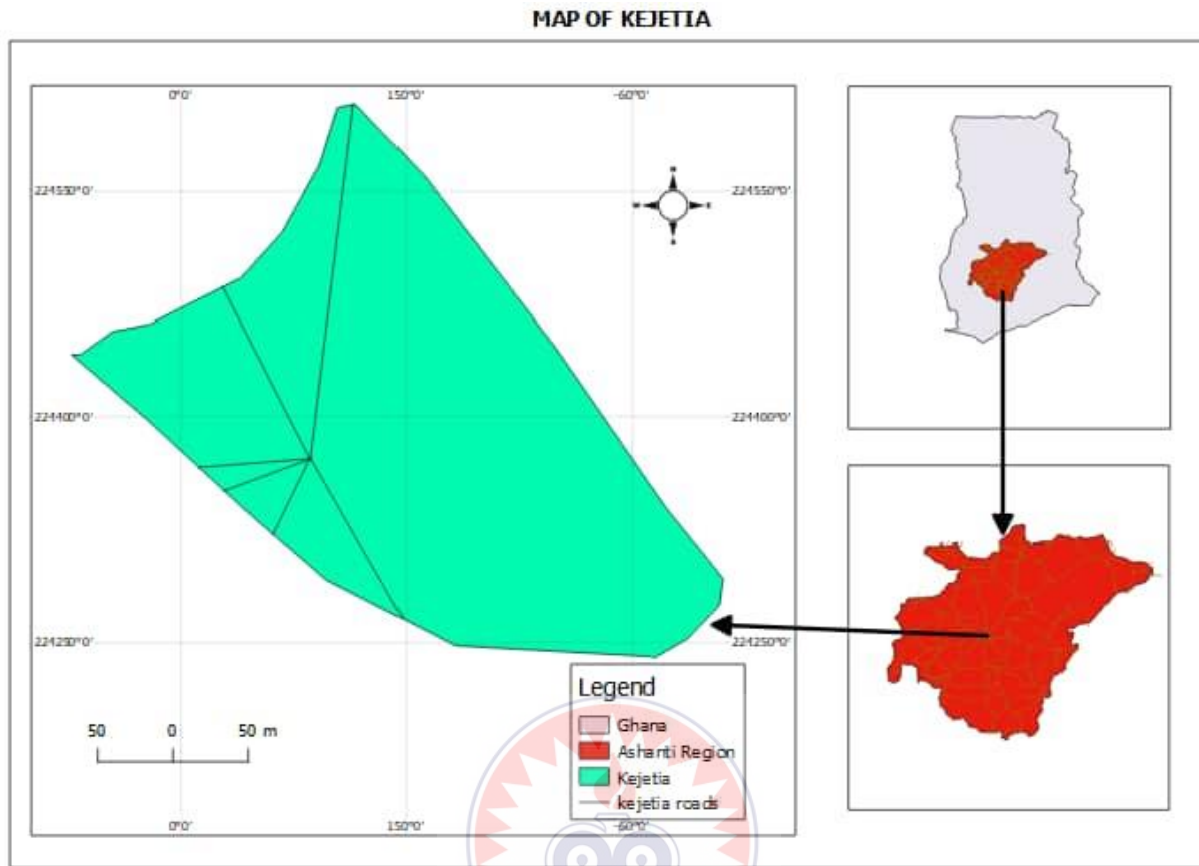 MAP OF KEJETIA
0°0' 150°0' -60°0'
224550°0' 224550°0'
N
W E
S
224400°0' 224400°0'
224250°0' 224250°0'
50 0 50 m
0°0' 150°0' -60°0'
Legend
Ghana
Ashanti Region
Kejetia
kejetia roads